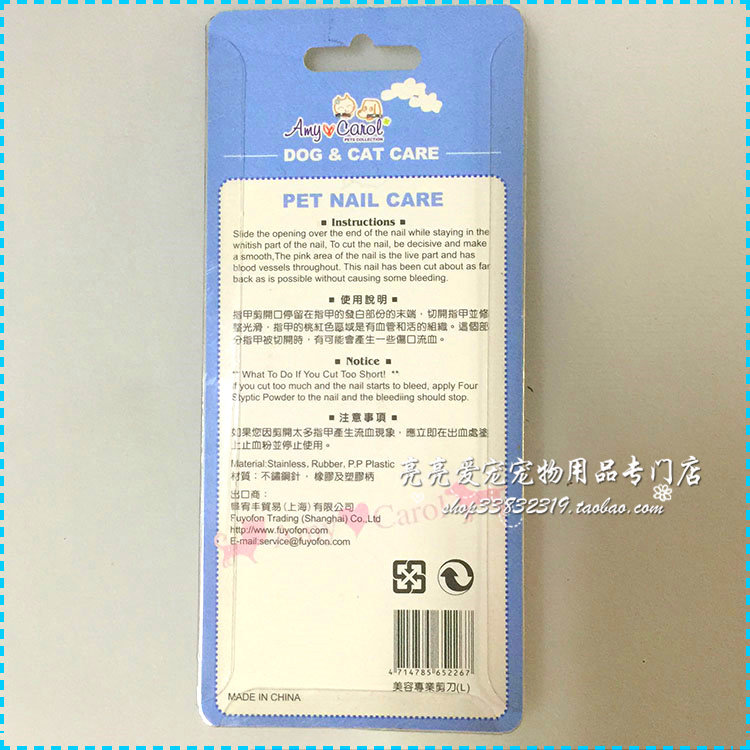 Amy Carol
PETS COLLECTION
DOG & CAT CARE
PET NAIL CARE
■ Instructions ■
Slide the opening over the end of the nail while staying in the
whitish part of the nail, To cut the nail, be decisive and make
a smooth,The pink area of the nail is the live part and has
blood vessels throughout. This nail has been cut about as far
back as is possible without causing some bleeding.
■ 使用說明 ■
指甲剪開口停留在指甲的發白部份的末端，切開指甲並修
整光滑，指甲的桃紅色區域是有血管和活的組織。這個部
分指甲被切開時，有可能會產生一些傷口流血。
■ Notice ■
** What To Do If You Cut Too Short! **
If you cut too much and the nail starts to bleed, apply Four
Styptic Powder to the nail and the bleediing should stop.
■ 注意事項 ■
如果您因剪開太多指甲產生流血現象，應立即在出血處塗
上止血粉並停止使用。
Material:Stainless, Rubber, P.P Plastic
材質：不鏽鋼針，橡膠及塑膠柄
亮亮爱宠宠物用品专门店
shop33832319.taobao.com
出口商：
馥宥丰貿易(上海)有限公司
Fuyofon Trading (Shanghai) Co.,Ltd
http://www.fuyofon.com
E-mail:service@fuyofon.com
Carol
4 714785 652267
美容專業剪刀(L)
MADE IN CHINA